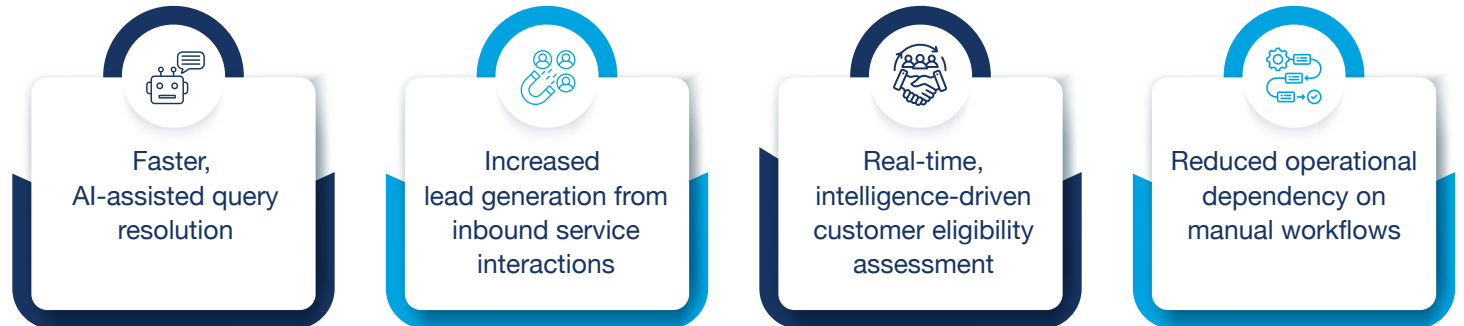 Faster,
AI-assisted query
resolution
Increased
lead generation from
inbound service
interactions
Real-time,
intelligence-driven
customer eligibility
assessment
Reduced operational
dependency on
manual workflows